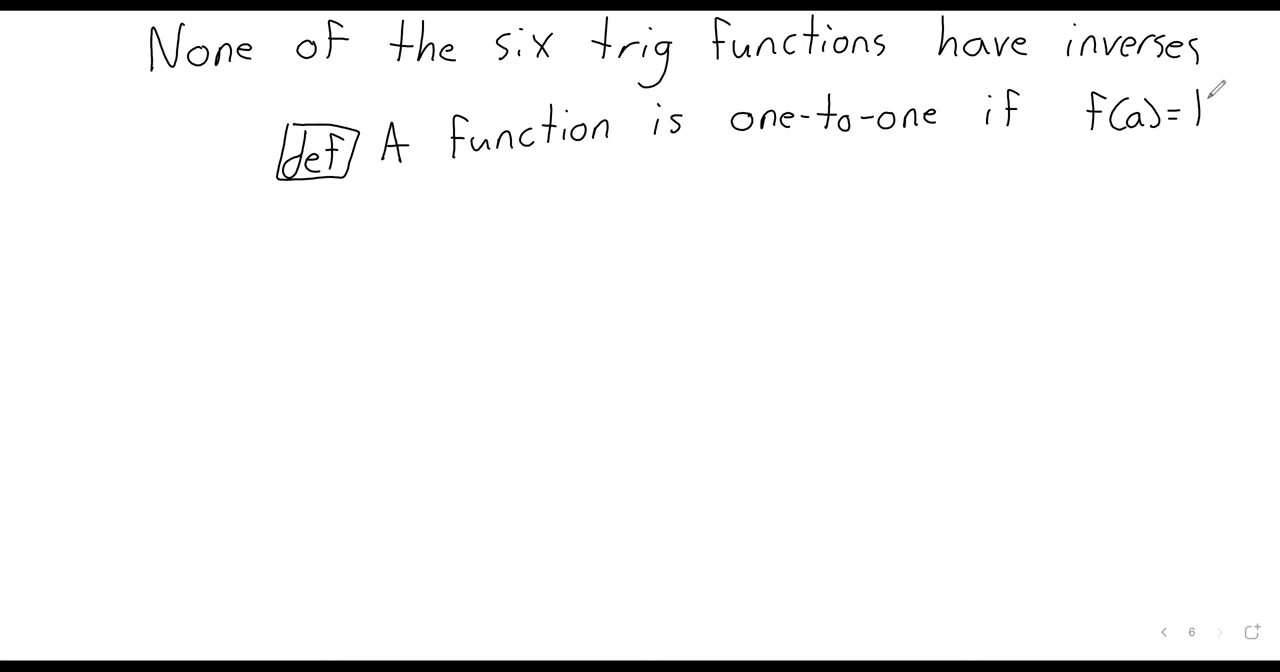 None of the six trig functions have inverses
def A function is one-to-one if f(a)=
6